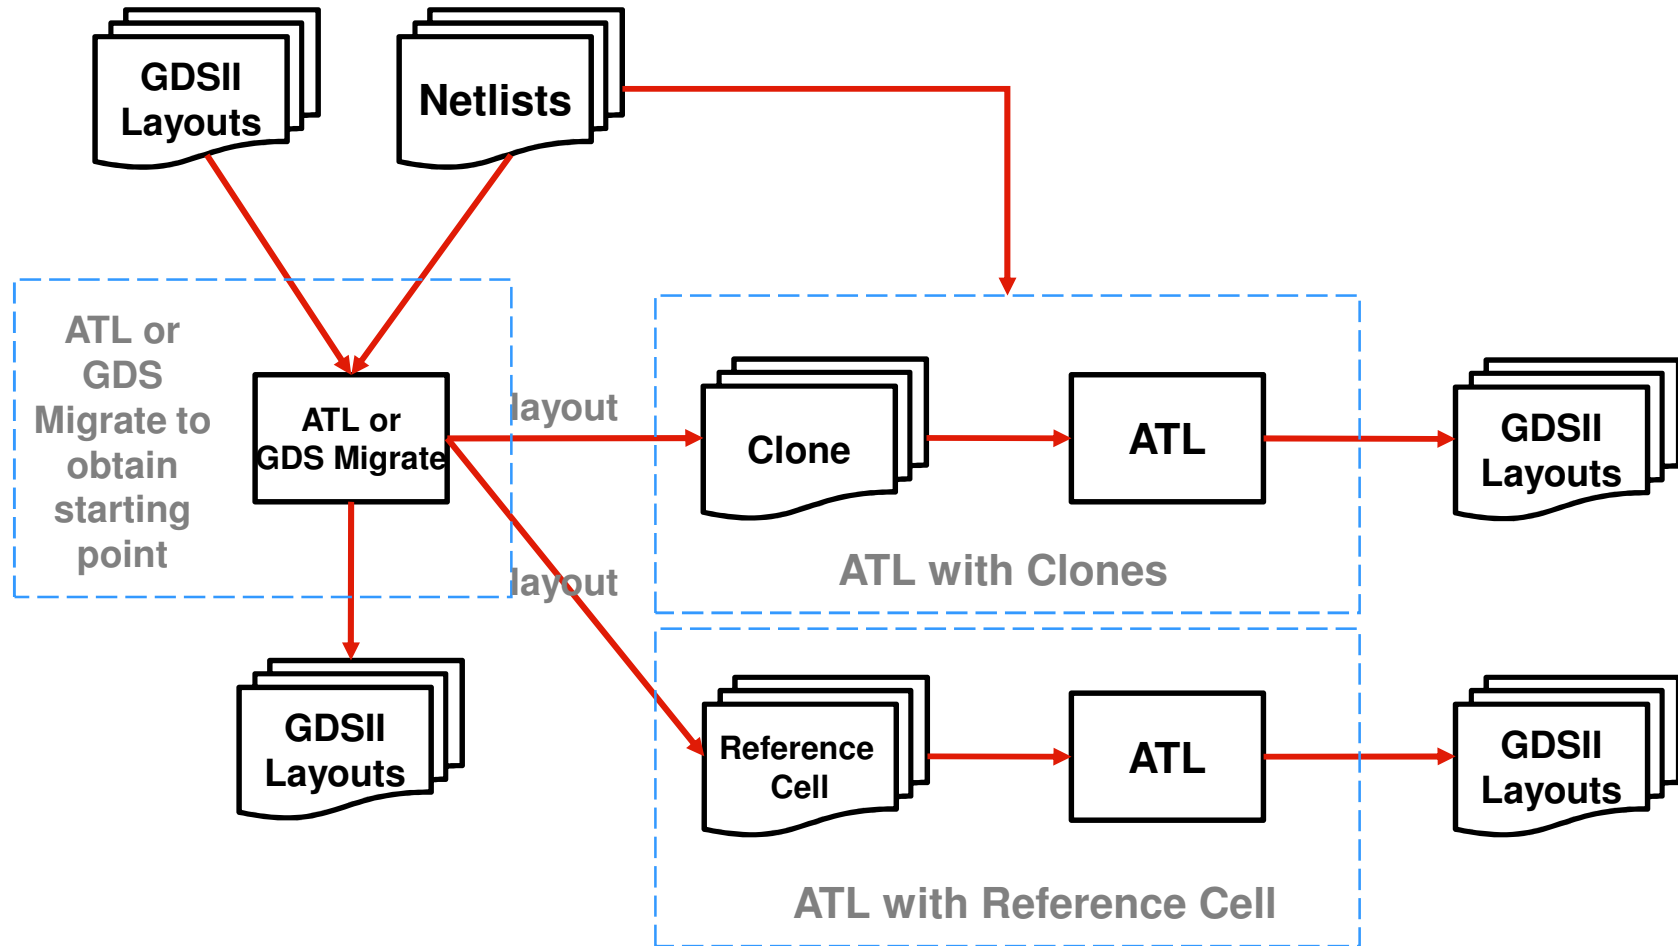 GDSII
Layouts
Netlists
ATL or
GDS
Migrate to
obtain
starting
point
ATL or
GDS Migrate
layout
layout
Clone
ATL
GDSII
Layouts
ATL with Clones
GDSII
Layouts
Reference
Cell
ATL
GDSII
Layouts
ATL with Reference Cell